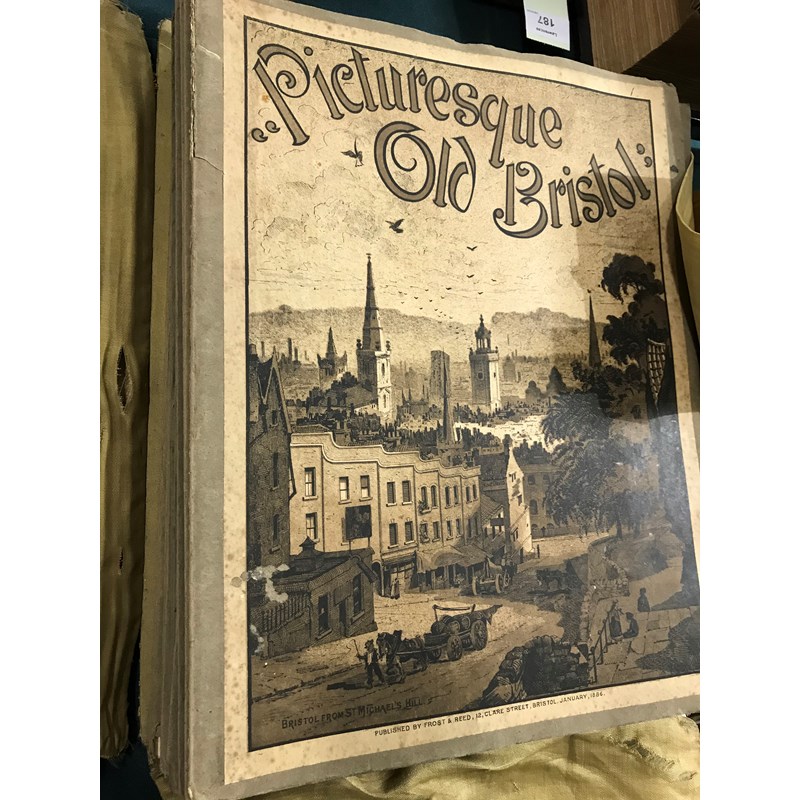 "Picturesque
Old Bristol"
BRISTOL FROM ST MICHAEL'S HILL.
PUBLISHED BY FROST & REED, 12, CLARE STREET, BRISTOL. JANUARY, 1886.
187